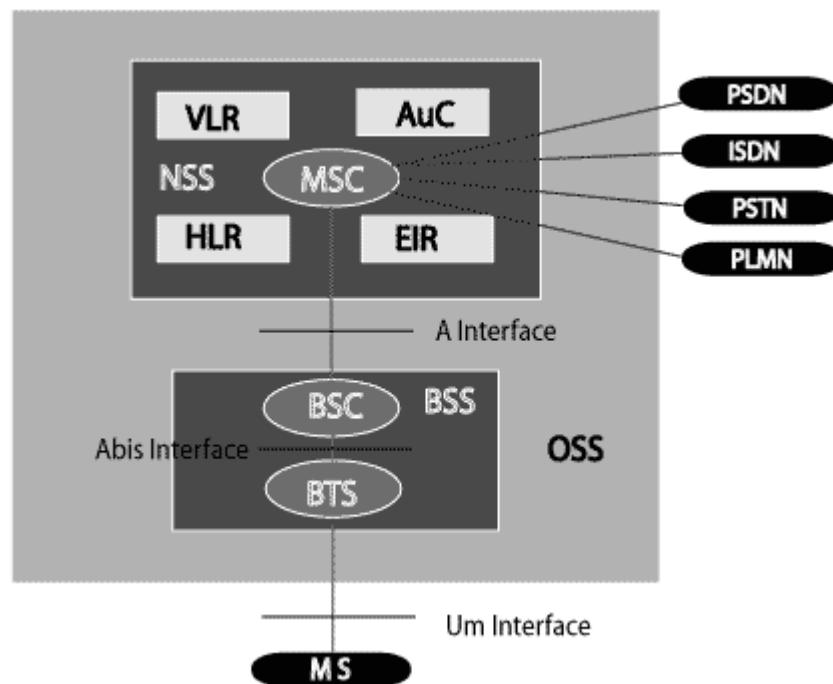 VLR
AuC
NSS
MSC
HLR
EIR
PSDN
ISDN
PSTN
PLMN
A Interface
BSC
BSS
Abis Interface
BTS
OSS
Um Interface
M S